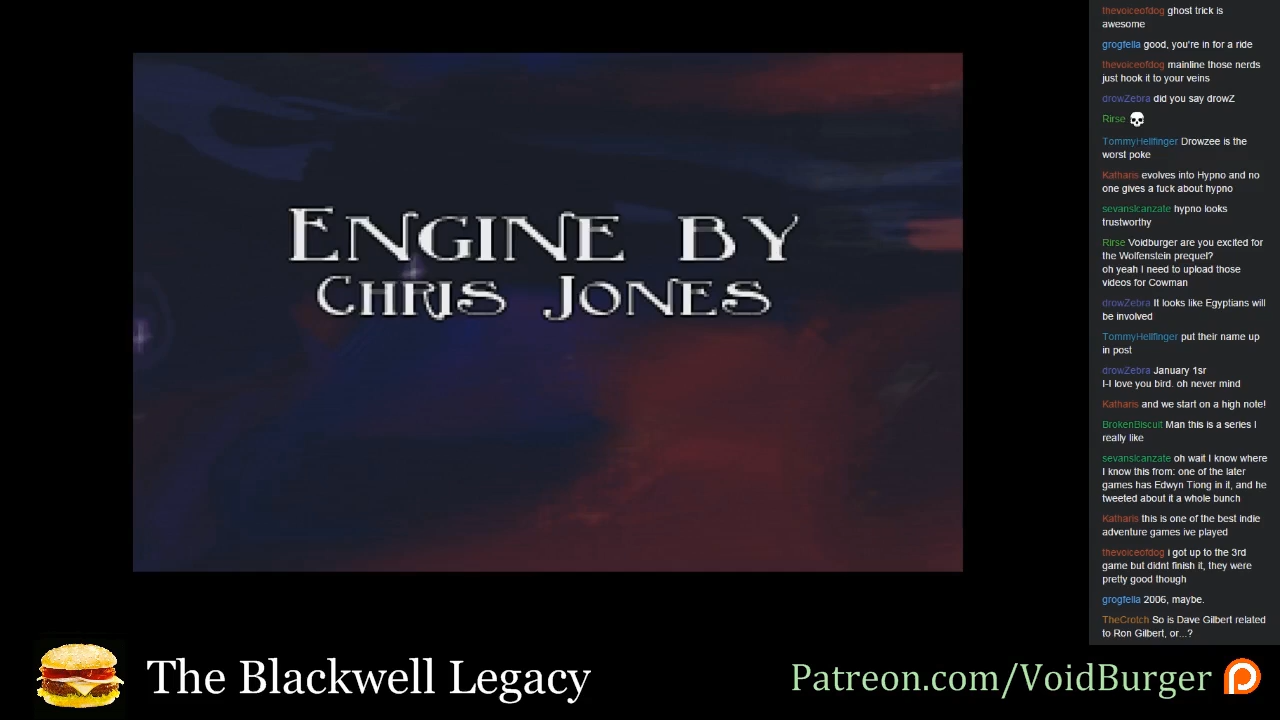 ENGINE BY
CHRIS JONES
thevoiceofdog ghost trick is
awesome
grogfella good, you're in for a ride
thevoiceofdog mainline those nerds
just hook it to your veins
drowZebra did you say drowZ
Rirse
TommyHellfinger Drowzee is the
worst poke
Katharis evolves into Hypno and no
one gives a fuck about hypno
sevanslcanzate hypno looks
trustworthy
Rirse Voidburger are you excited for
the Wolfenstein prequel?
oh yeah I need to upload those
videos for Cowman
drowZebra It looks like Egyptians will
be involved
TommyHellfinger put their name up
in post
drowZebra January 1sr
I-I love you bird. oh never mind
Katharis and we start on a high note!
BrokenBiscuit Man this is a series I
really like
sevanslcanzate oh wait I know where
I know this from: one of the later
games has Edwyn Tiong in it, and he
tweeted about it a whole bunch
Katharis this is one of the best indie
adventure games ive played
thevoiceofdog i got up to the 3rd
game but didnt finish it, they were
pretty good though
grogfella 2006, maybe.
TheCrotch So is Dave Gilbert related
to Ron Gilbert, or...?
The Blackwell Legacy
Patreon.com/VoidBurger